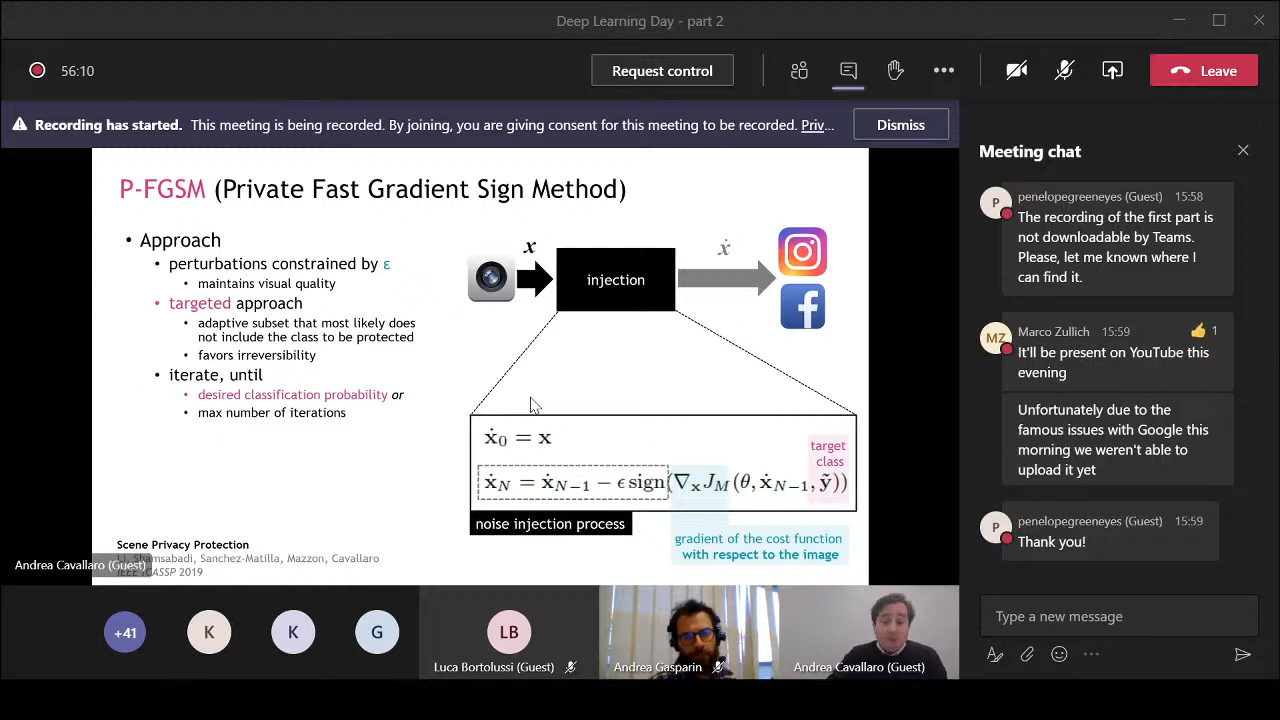 Deep Learning Day - part 2
56:10
Request control
Leave
Recording has started. This meeting is being recorded. By joining, you are giving consent for this meeting to be recorded. Priv...
Dismiss
P-FGSM (Private Fast Gradient Sign Method)
• Approach
• perturbations constrained by ε
• maintains visual quality
• targeted approach
• adaptive subset that most likely does
not include the class to be protected
• favors irreversibility
• iterate, until
• desired classification probability or
• max number of iterations
x
injection
ẋ
ẋ₀ = x
target
class
ẋ_N = ẋ_{N−1} − ϵ sign(∇ₓ J_M(θ, ẋ_{N−1}, ỹ))
noise injection process
gradient of the cost function
with respect to the image
Scene Privacy Protection
Shamsabadi, Sanchez-Matilla, Mazzon, Cavallaro
2019
Andrea Cavallaro (Guest)
+41
K
K
G
LB
Luca Bortolussi (Guest)
Andrea Gasparin
Andrea Cavallaro (Guest)
Meeting chat
P
penelopegreeneyes (Guest) 15:58
The recording of the first part is
not downloadable by Teams.
Please, let me known where I
can find it.
MZ
Marco Zullich 15:59
1
It'll be present on YouTube this
evening
Unfortunately due to the
famous issues with Google this
morning we weren't able to
upload it yet
P
penelopegreeneyes (Guest) 15:59
Thank you!
Type a new message